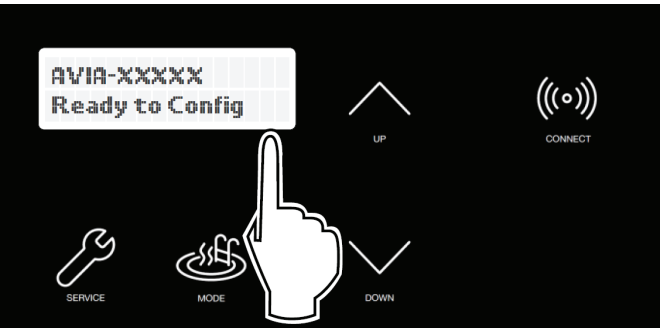 AVIA-XXXXX
Ready to Config
UP
CONNECT
SERVICE
MODE
DOWN